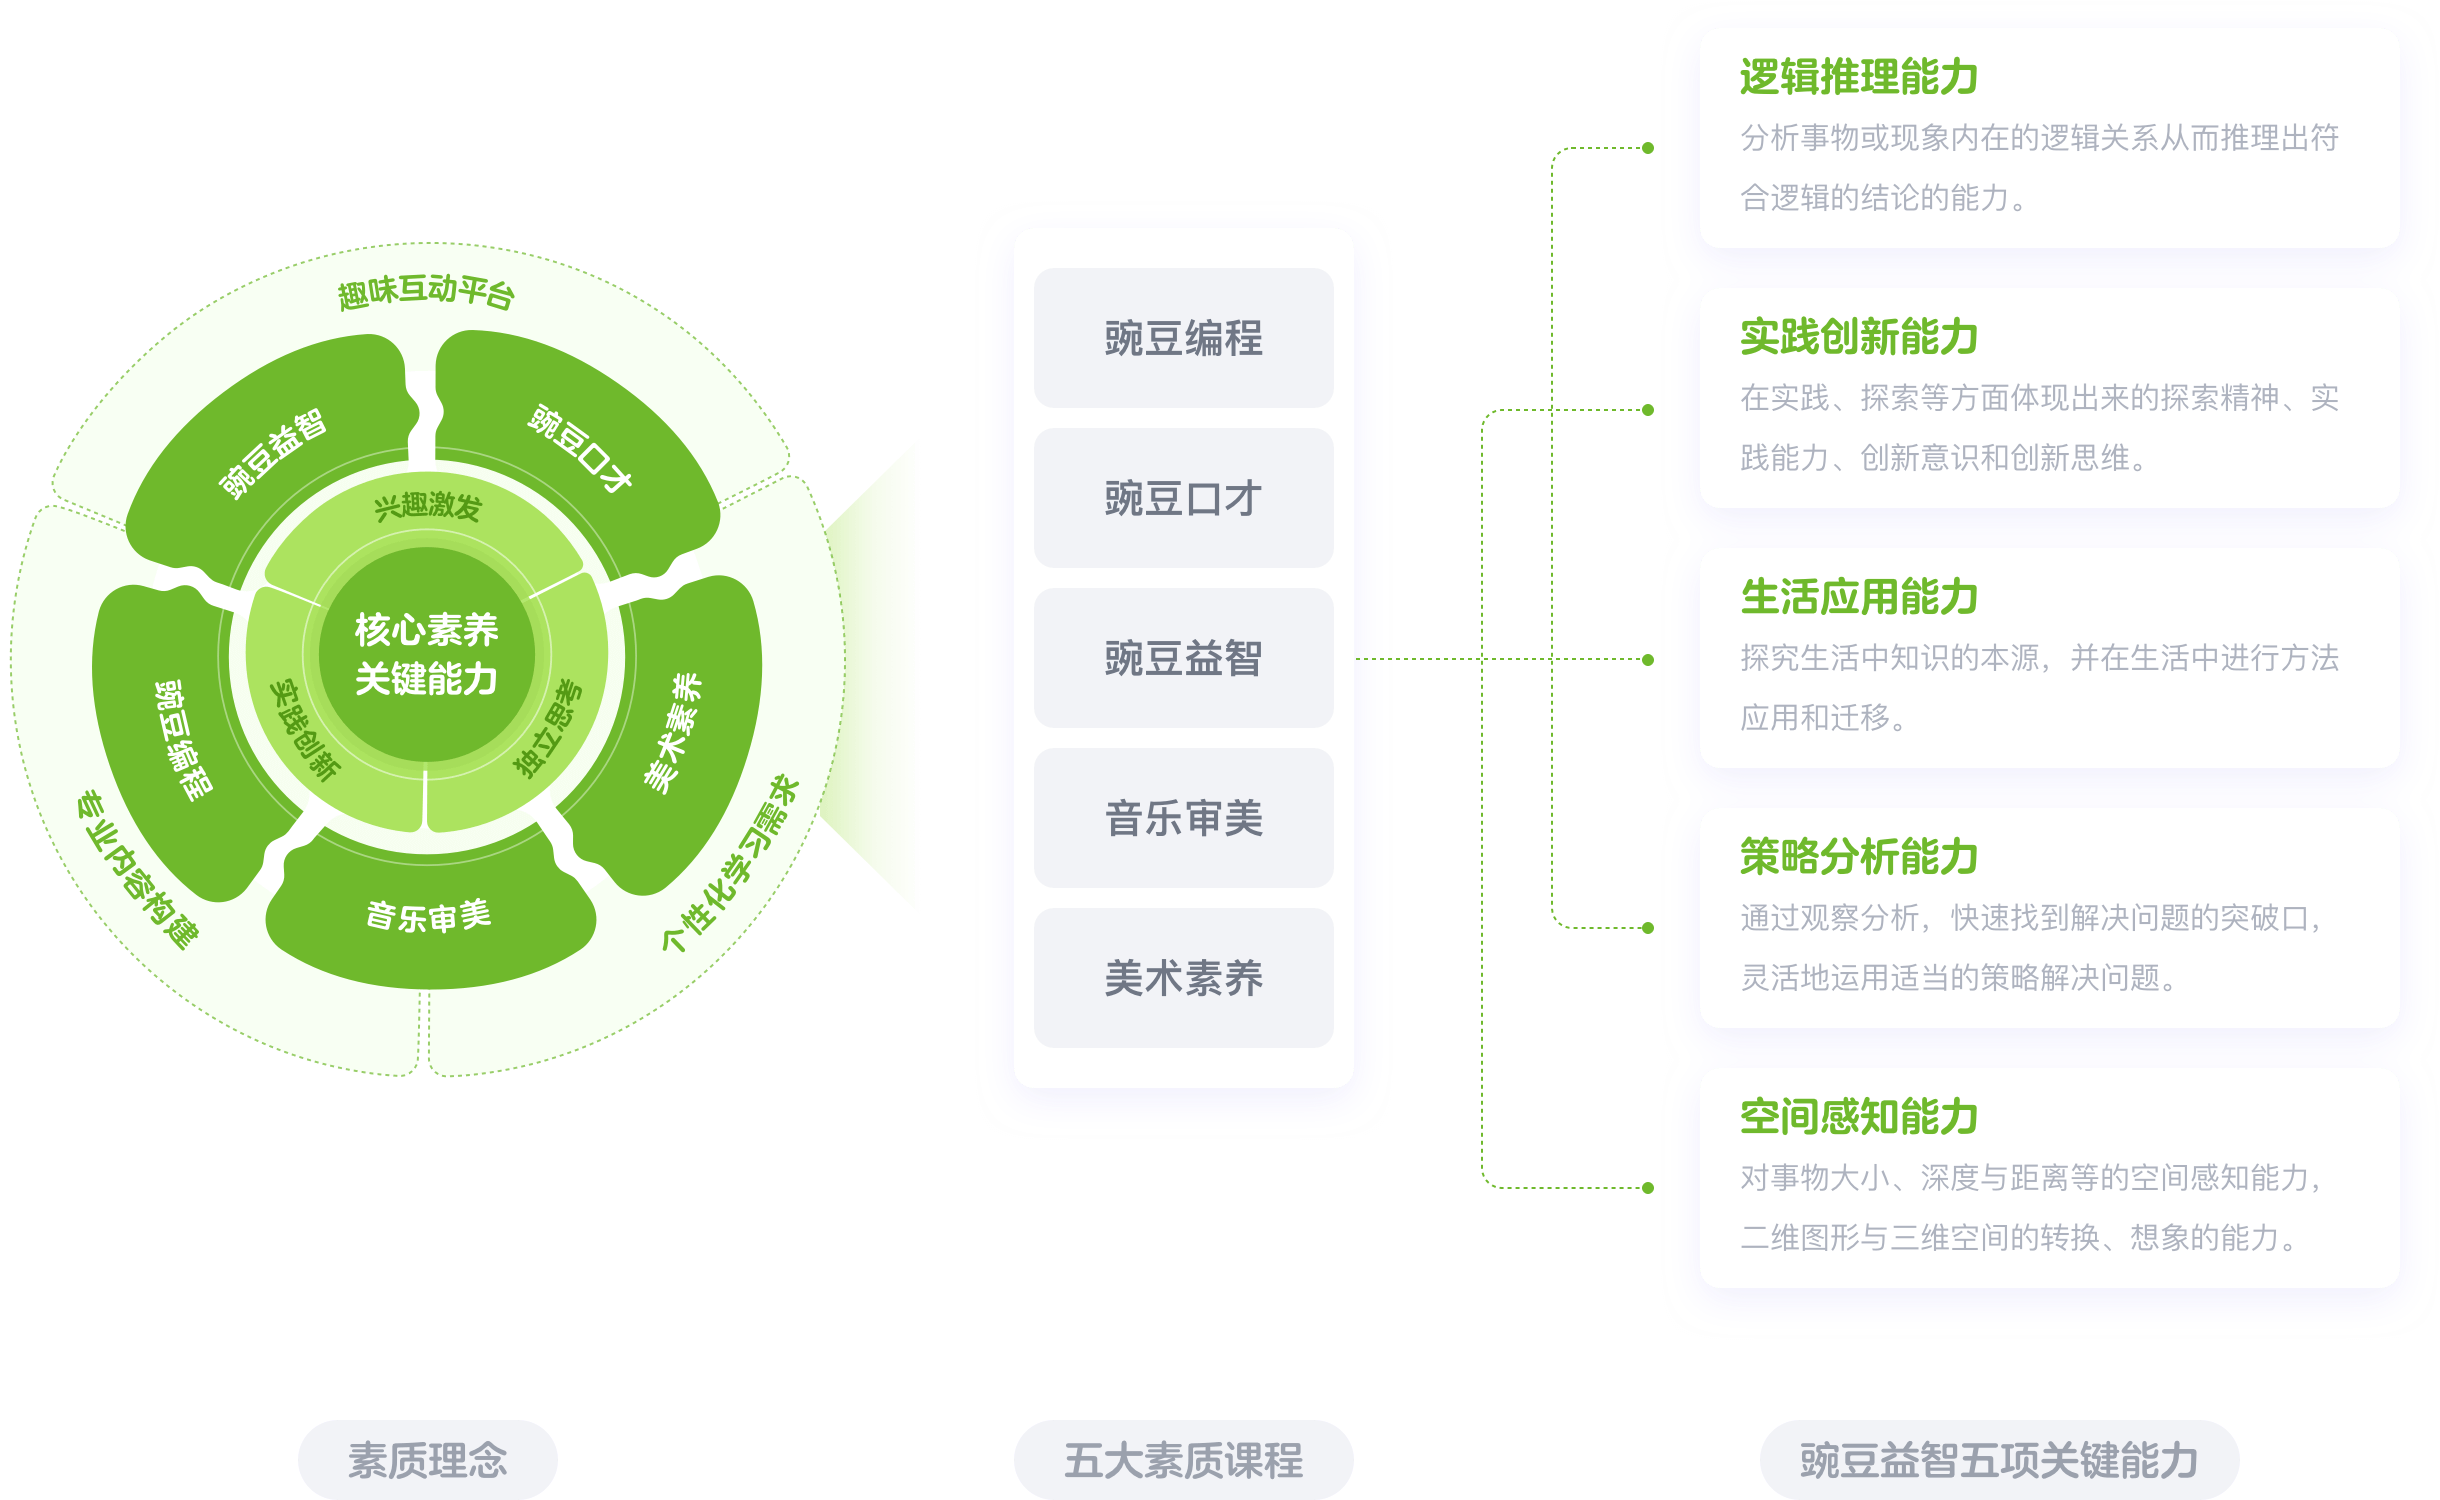 趣味互动平台
豌豆益智
豌豆口才
兴趣激发
核心素养
关键能力
实践创新
独立思考
豌豆编程
美术素养
音乐审美
专业内容构建
个性化学习需求
素质理念
豌豆编程
豌豆口才
豌豆益智
音乐审美
美术素养
五大素质课程
逻辑推理能力
分析事物或现象内在的逻辑关系从而推理出符
合逻辑的结论的能力。
实践创新能力
在实践、探索等方面体现出来的探索精神、实
践能力、创新意识和创新思维。
生活应用能力
探究生活中知识的本源，并在生活中进行方法
应用和迁移。
策略分析能力
通过观察分析，快速找到解决问题的突破口，
灵活地运用适当的策略解决问题。
空间感知能力
对事物大小、深度与距离等的空间感知能力，
二维图形与三维空间的转换、想象的能力。
豌豆益智五项关键能力